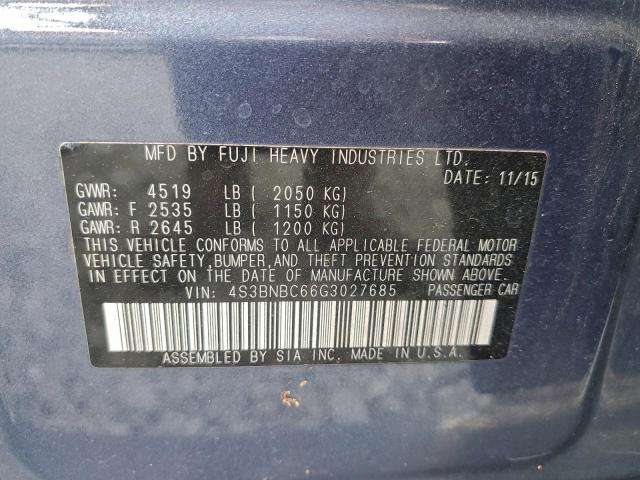 MFD BY FUJI HEAVY INDUSTRIES LTD.
DATE: 11/15
GVWR: 4519 LB ( 2050 KG)
GAWR: F 2535 LB ( 1150 KG)
GAWR: R 2645 LB ( 1200 KG)
THIS VEHICLE CONFORMS TO ALL APPLICABLE FEDERAL MOTOR
VEHICLE SAFETY, BUMPER, AND THEFT PREVENTION STANDARDS
IN EFFECT ON THE DATE OF MANUFACTURE SHOWN ABOVE.
VIN: 4S3BNBC66G3027685 PASSENGER CAR
ASSEMBLED BY SIA INC. MADE IN U.S.A.